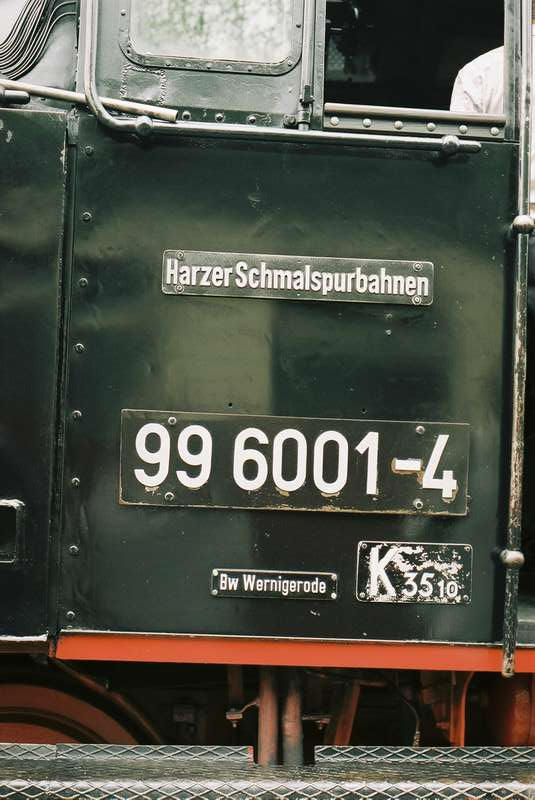 Harzer Schmalspurbahnen
99 6001-4
Bw Wernigerode
K 35 10